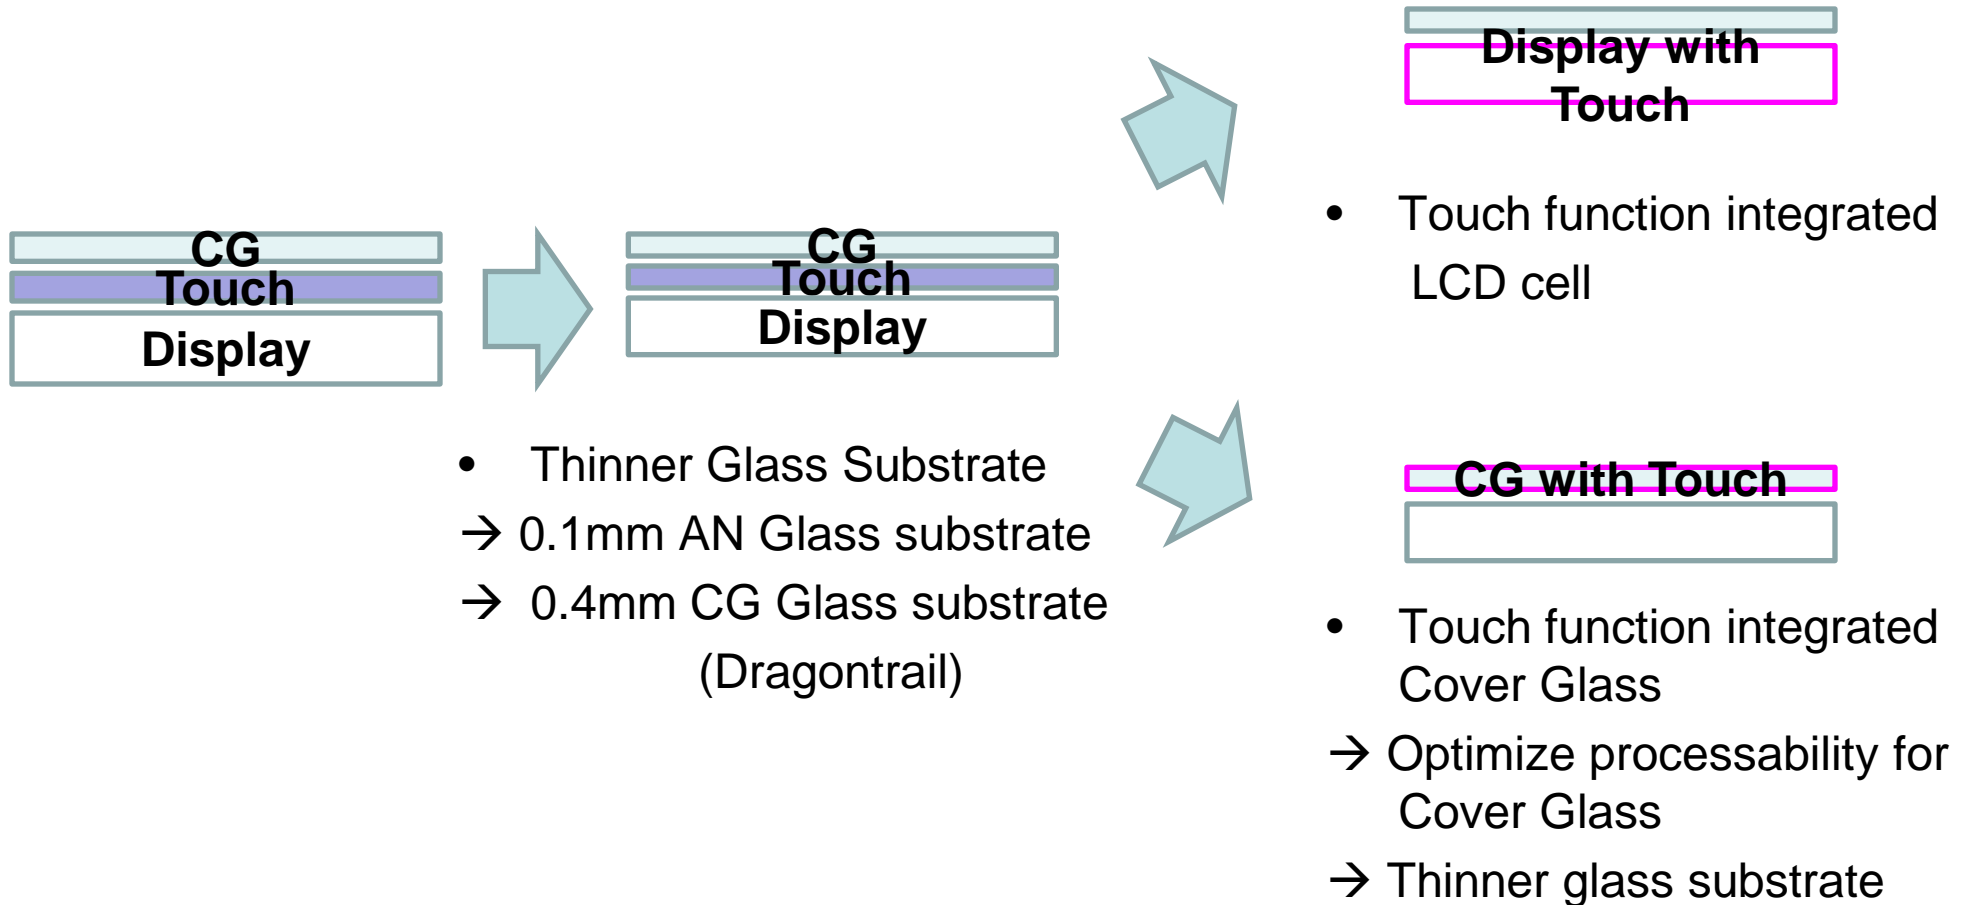 CG
Touch
Display
CG
Touch
Display
• Thinner Glass Substrate
→ 0.1mm AN Glass substrate
→ 0.4mm CG Glass substrate
(Dragontrail)
Display with
Touch
• Touch function integrated
LCD cell
CG with Touch
• Touch function integrated
Cover Glass
→ Optimize processability for
Cover Glass
→ Thinner glass substrate